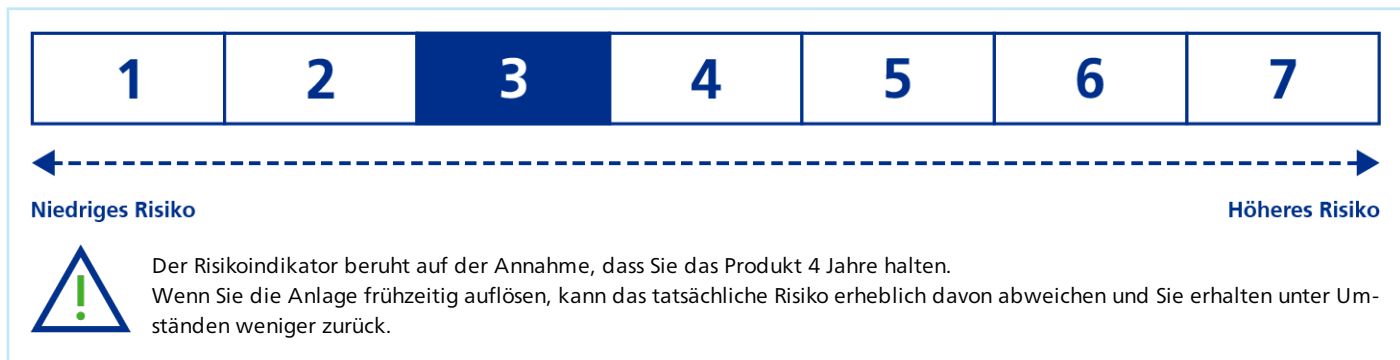 1 2 3 4 5 6 7
Niedriges Risiko Höheres Risiko
Der Risikoindikator beruht auf der Annahme, dass Sie das Produkt 4 Jahre halten.
Wenn Sie die Anlage frühzeitig auflösen, kann das tatsächliche Risiko erheblich davon abweichen und Sie erhalten unter Um-
ständen weniger zurück.